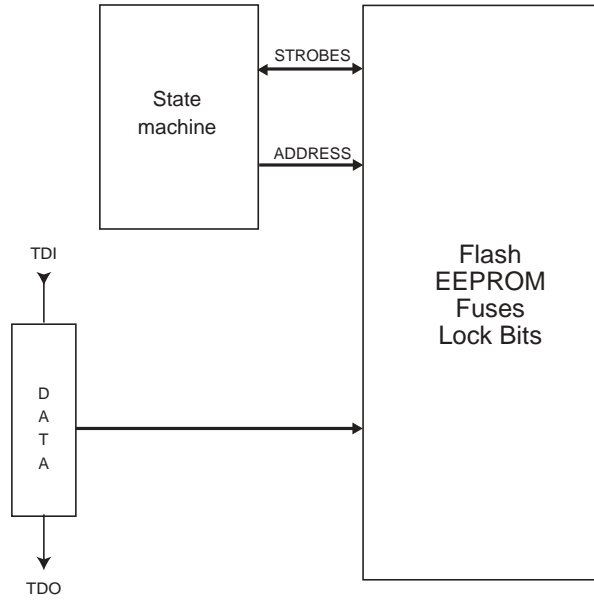 STROBES
State
machine
ADDRESS
TDI
Flash
EEPROM
Fuses
Lock Bits
D
A
T
A
TDO